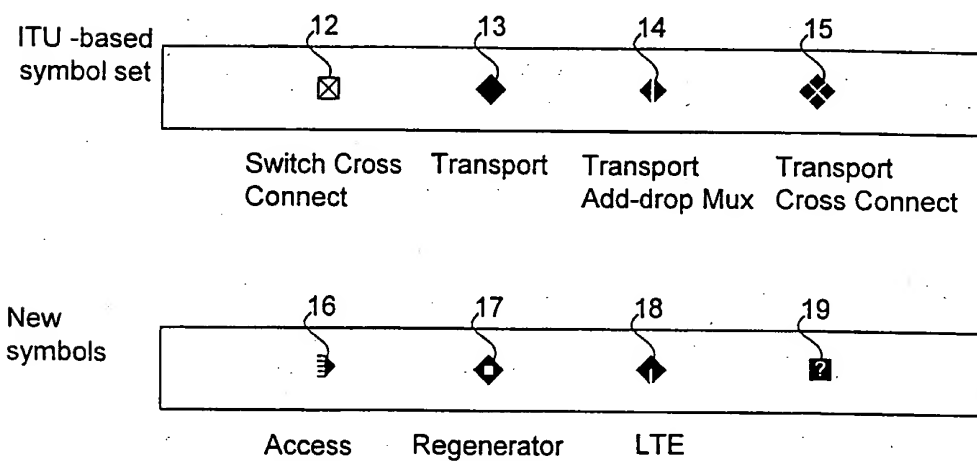 ITU -based
symbol set
12 13 14 15
Switch Cross
Connect
Transport
Transport
Add-drop Mux
Transport
Cross Connect
New
symbols
16 17 18 19
?
Access Regenerator LTE